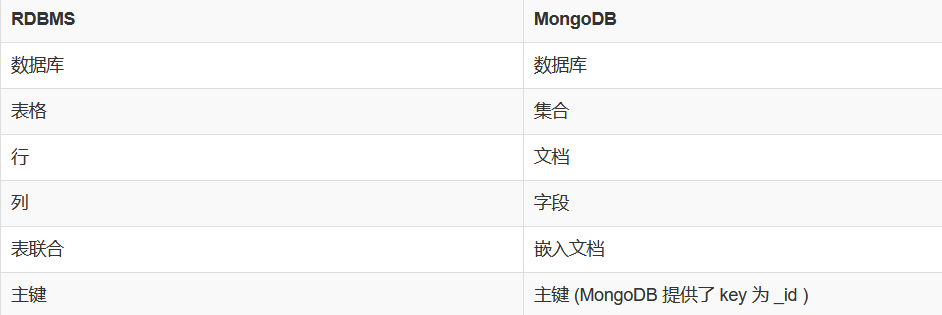 RDBMS MongoDB
数据库 数据库
表格 集合
行 文档
列 字段
表联合 嵌入文档
主键 主键 (MongoDB 提供了 key 为 _id )